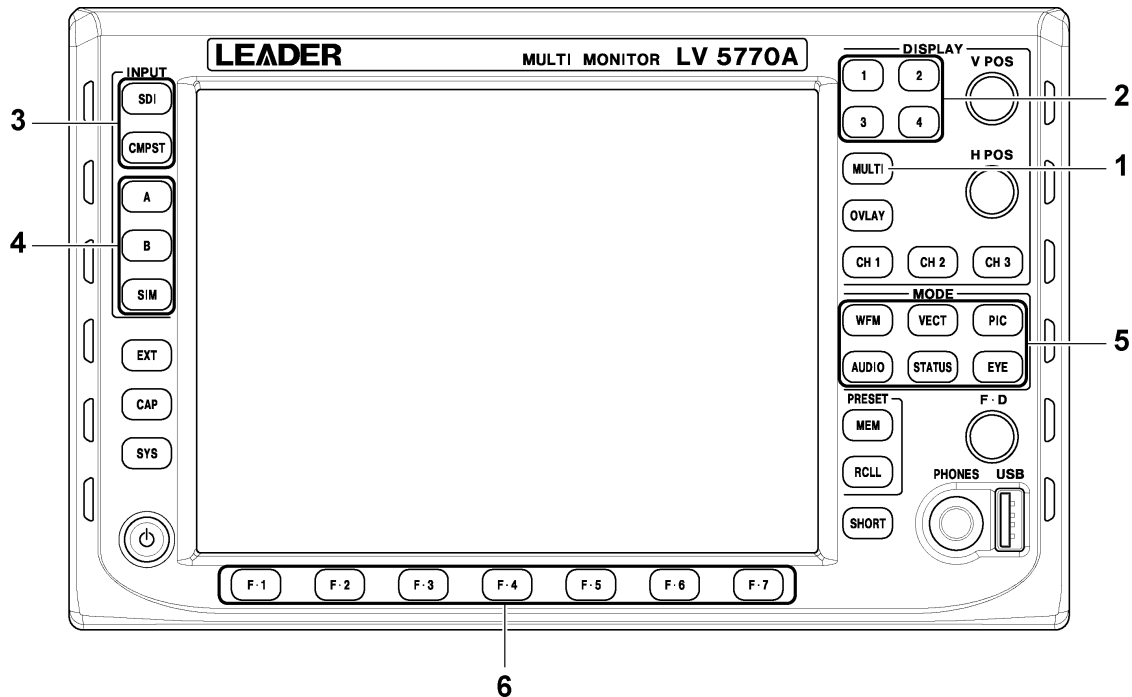 LEADER
MULTI MONITOR LV 5770A
INPUT
SDI
CMPST
A
B
SIM
EXT
CAP
SYS
3
4
DISPLAY
1 2
3 4
V POS
2
MULTI
H POS
1
OVLAY
CH 1 CH 2 CH 3
MODE
WFM VECT PIC
AUDIO STATUS EYE
5
PRESET
F·D
MEM
RCLL
PHONES USB
SHORT
F·1 F·2 F·3 F·4 F·5 F·6 F·7
6